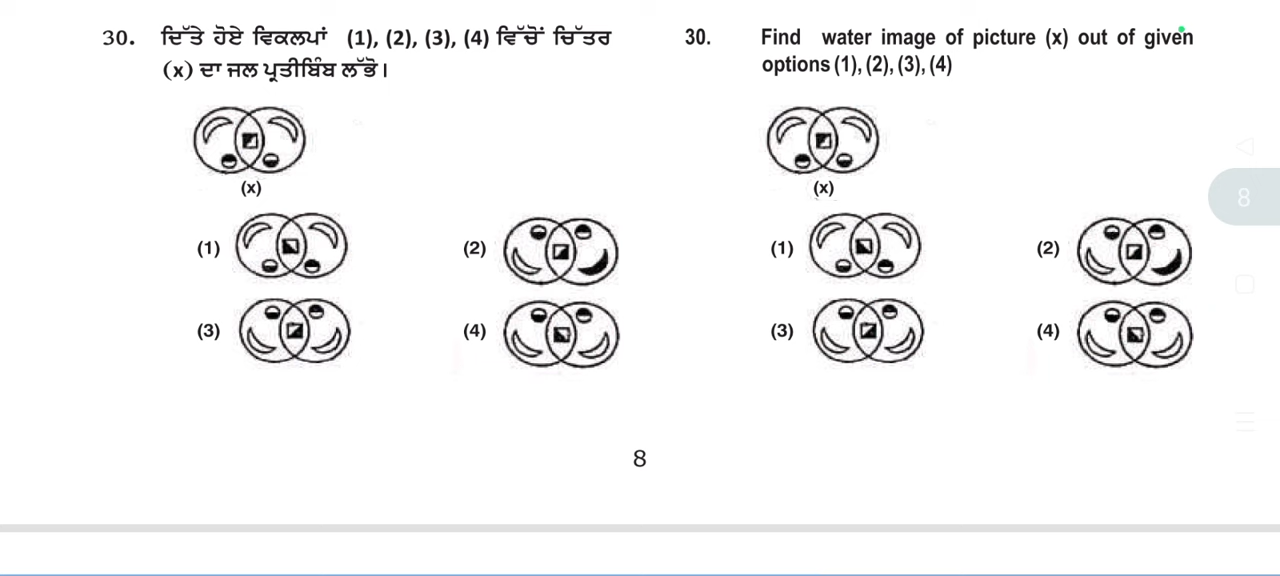 30. ਦਿੱਤੇ ਹੋਏ ਵਿਕਲਪਾਂ (1), (2), (3), (4) ਵਿੱਚੋਂ ਚਿੱਤਰ
(x) ਦਾ ਜਲ ਪ੍ਰਤੀਬਿੰਬ ਲੱਭੋ।
(x)
(1)
(2)
(3)
(4)
30. Find water image of picture (x) out of given
options (1), (2), (3), (4)
(x)
(1)
(2)
(3)
(4)
8
8